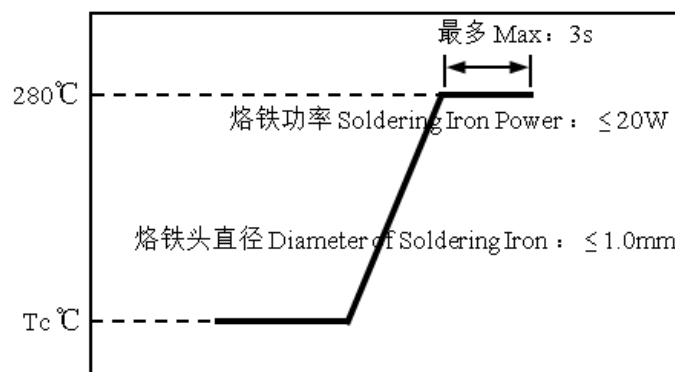 最多 Max：3s
280℃
烙铁功率 Soldering Iron Power： ≤20W
烙铁头直径 Diameter of Soldering Iron： ≤1.0mm
Tc ℃